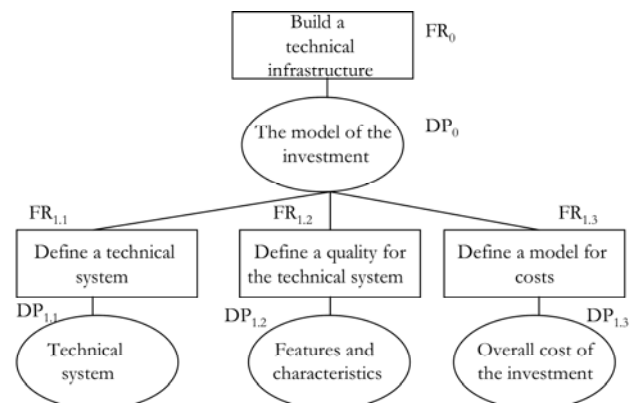 Build a
technical
infrastructure
FR0
The model of the
investment
DP0
FR1.1
FR1.2
FR1.3
Define a technical
system
Define a quality for
the technical system
Define a model for
costs
DP1.1
DP1.2
DP1.3
Technical
system
Features and
characteristics
Overall cost of
the investment